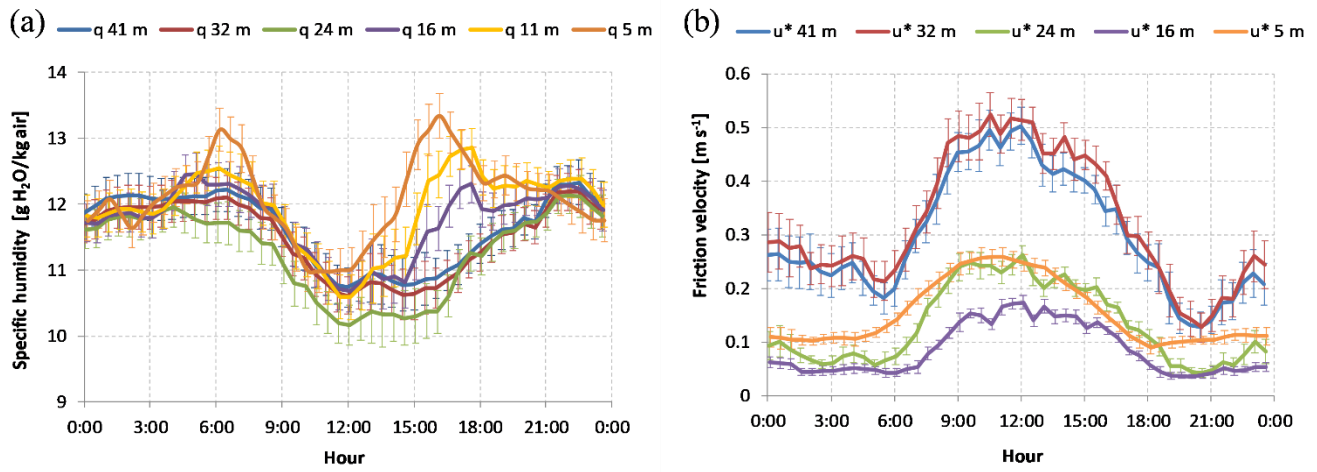 (a) q 41 m q 32 m q 24 m q 16 m q 11 m q 5 m
Specific humidity [g H₂O/kg air]
14
13
12
11
10
9
0:00 3:00 6:00 9:00 12:00 15:00 18:00 21:00 0:00
Hour
(b) u* 41 m u* 32 m u* 24 m u* 16 m u* 5 m
Friction velocity [m s⁻¹]
0.6
0.5
0.4
0.3
0.2
0.1
0
0:00 3:00 6:00 9:00 12:00 15:00 18:00 21:00 0:00
Hour